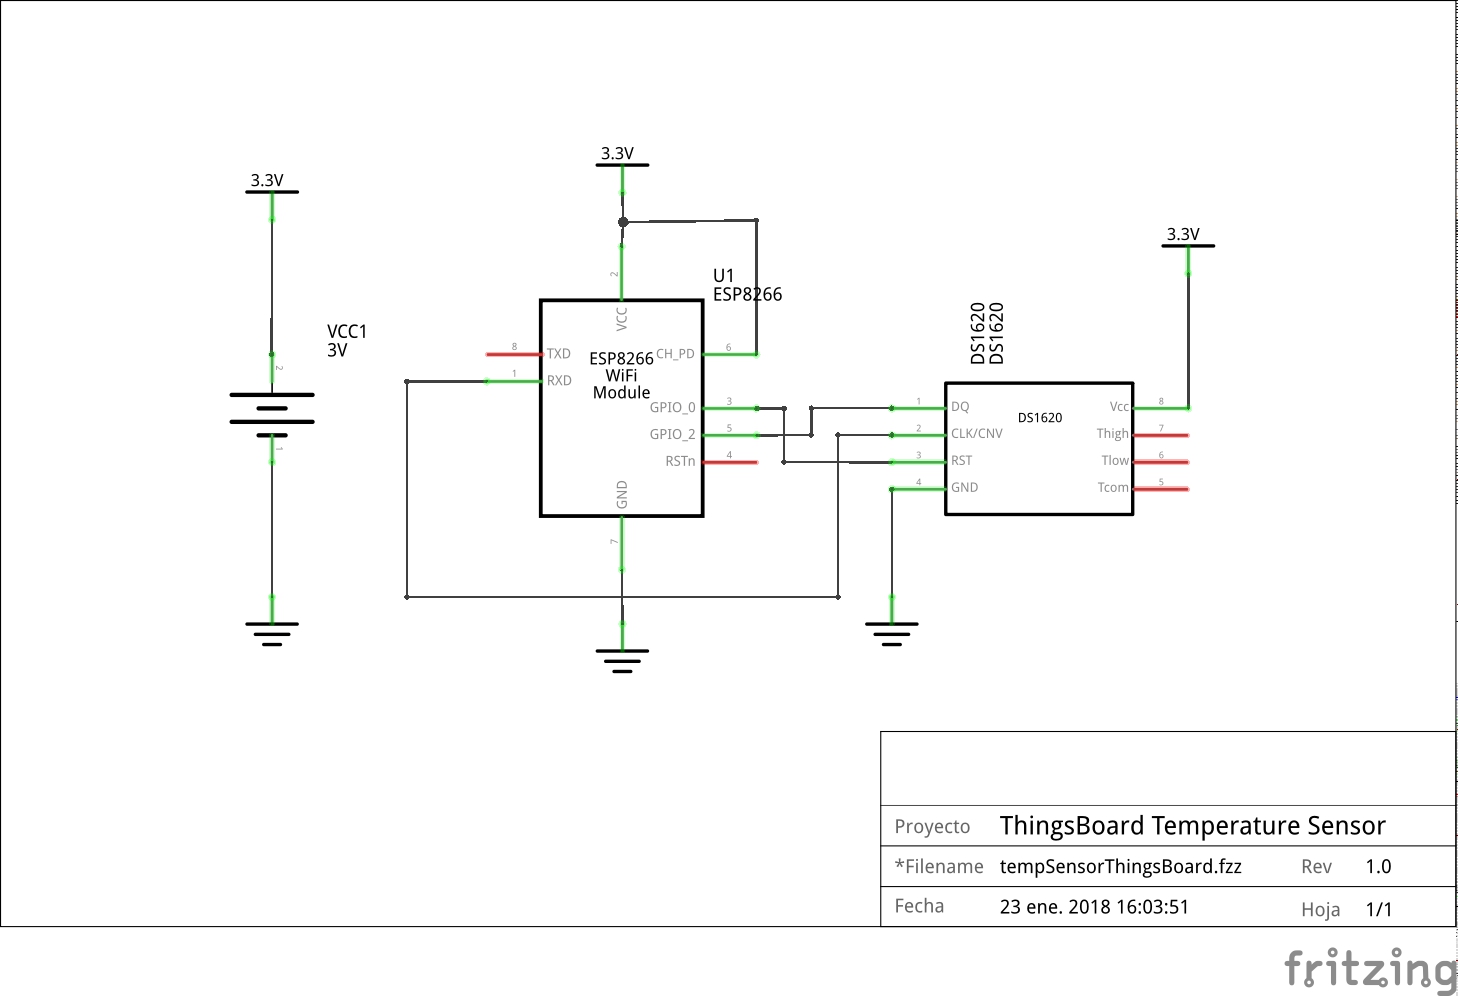 3.3V
3.3V
3.3V
VCC1
3V
2
1
U1
ESP8266
2
VCC
8 TXD
1 RXD
ESP8266
WiFi
Module
CH_PD 6
GPIO_0 3
GPIO_2 5
RSTn 4
GND
7
DS1620
DS1620
DS1620
1 DQ
2 CLK/CNV
3 RST
4 GND
Vcc 8
Thigh 7
Tlow 6
Tcom 5
Proyecto ThingsBoard Temperature Sensor
*Filename tempSensorThingsBoard.fzz Rev 1.0
Fecha 23 ene. 2018 16:03:51 Hoja 1/1
fritzing